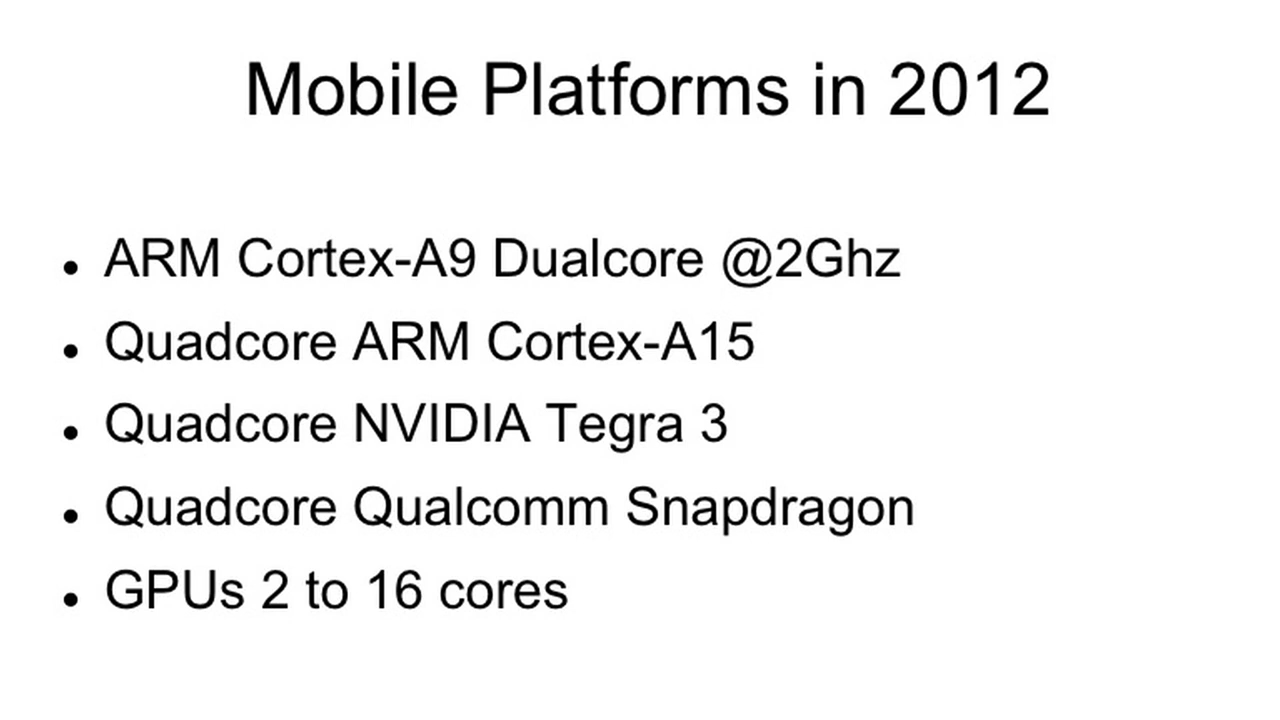 Mobile Platforms in 2012
• ARM Cortex-A9 Dualcore @2Ghz
• Quadcore ARM Cortex-A15
• Quadcore NVIDIA Tegra 3
• Quadcore Qualcomm Snapdragon
• GPUs 2 to 16 cores